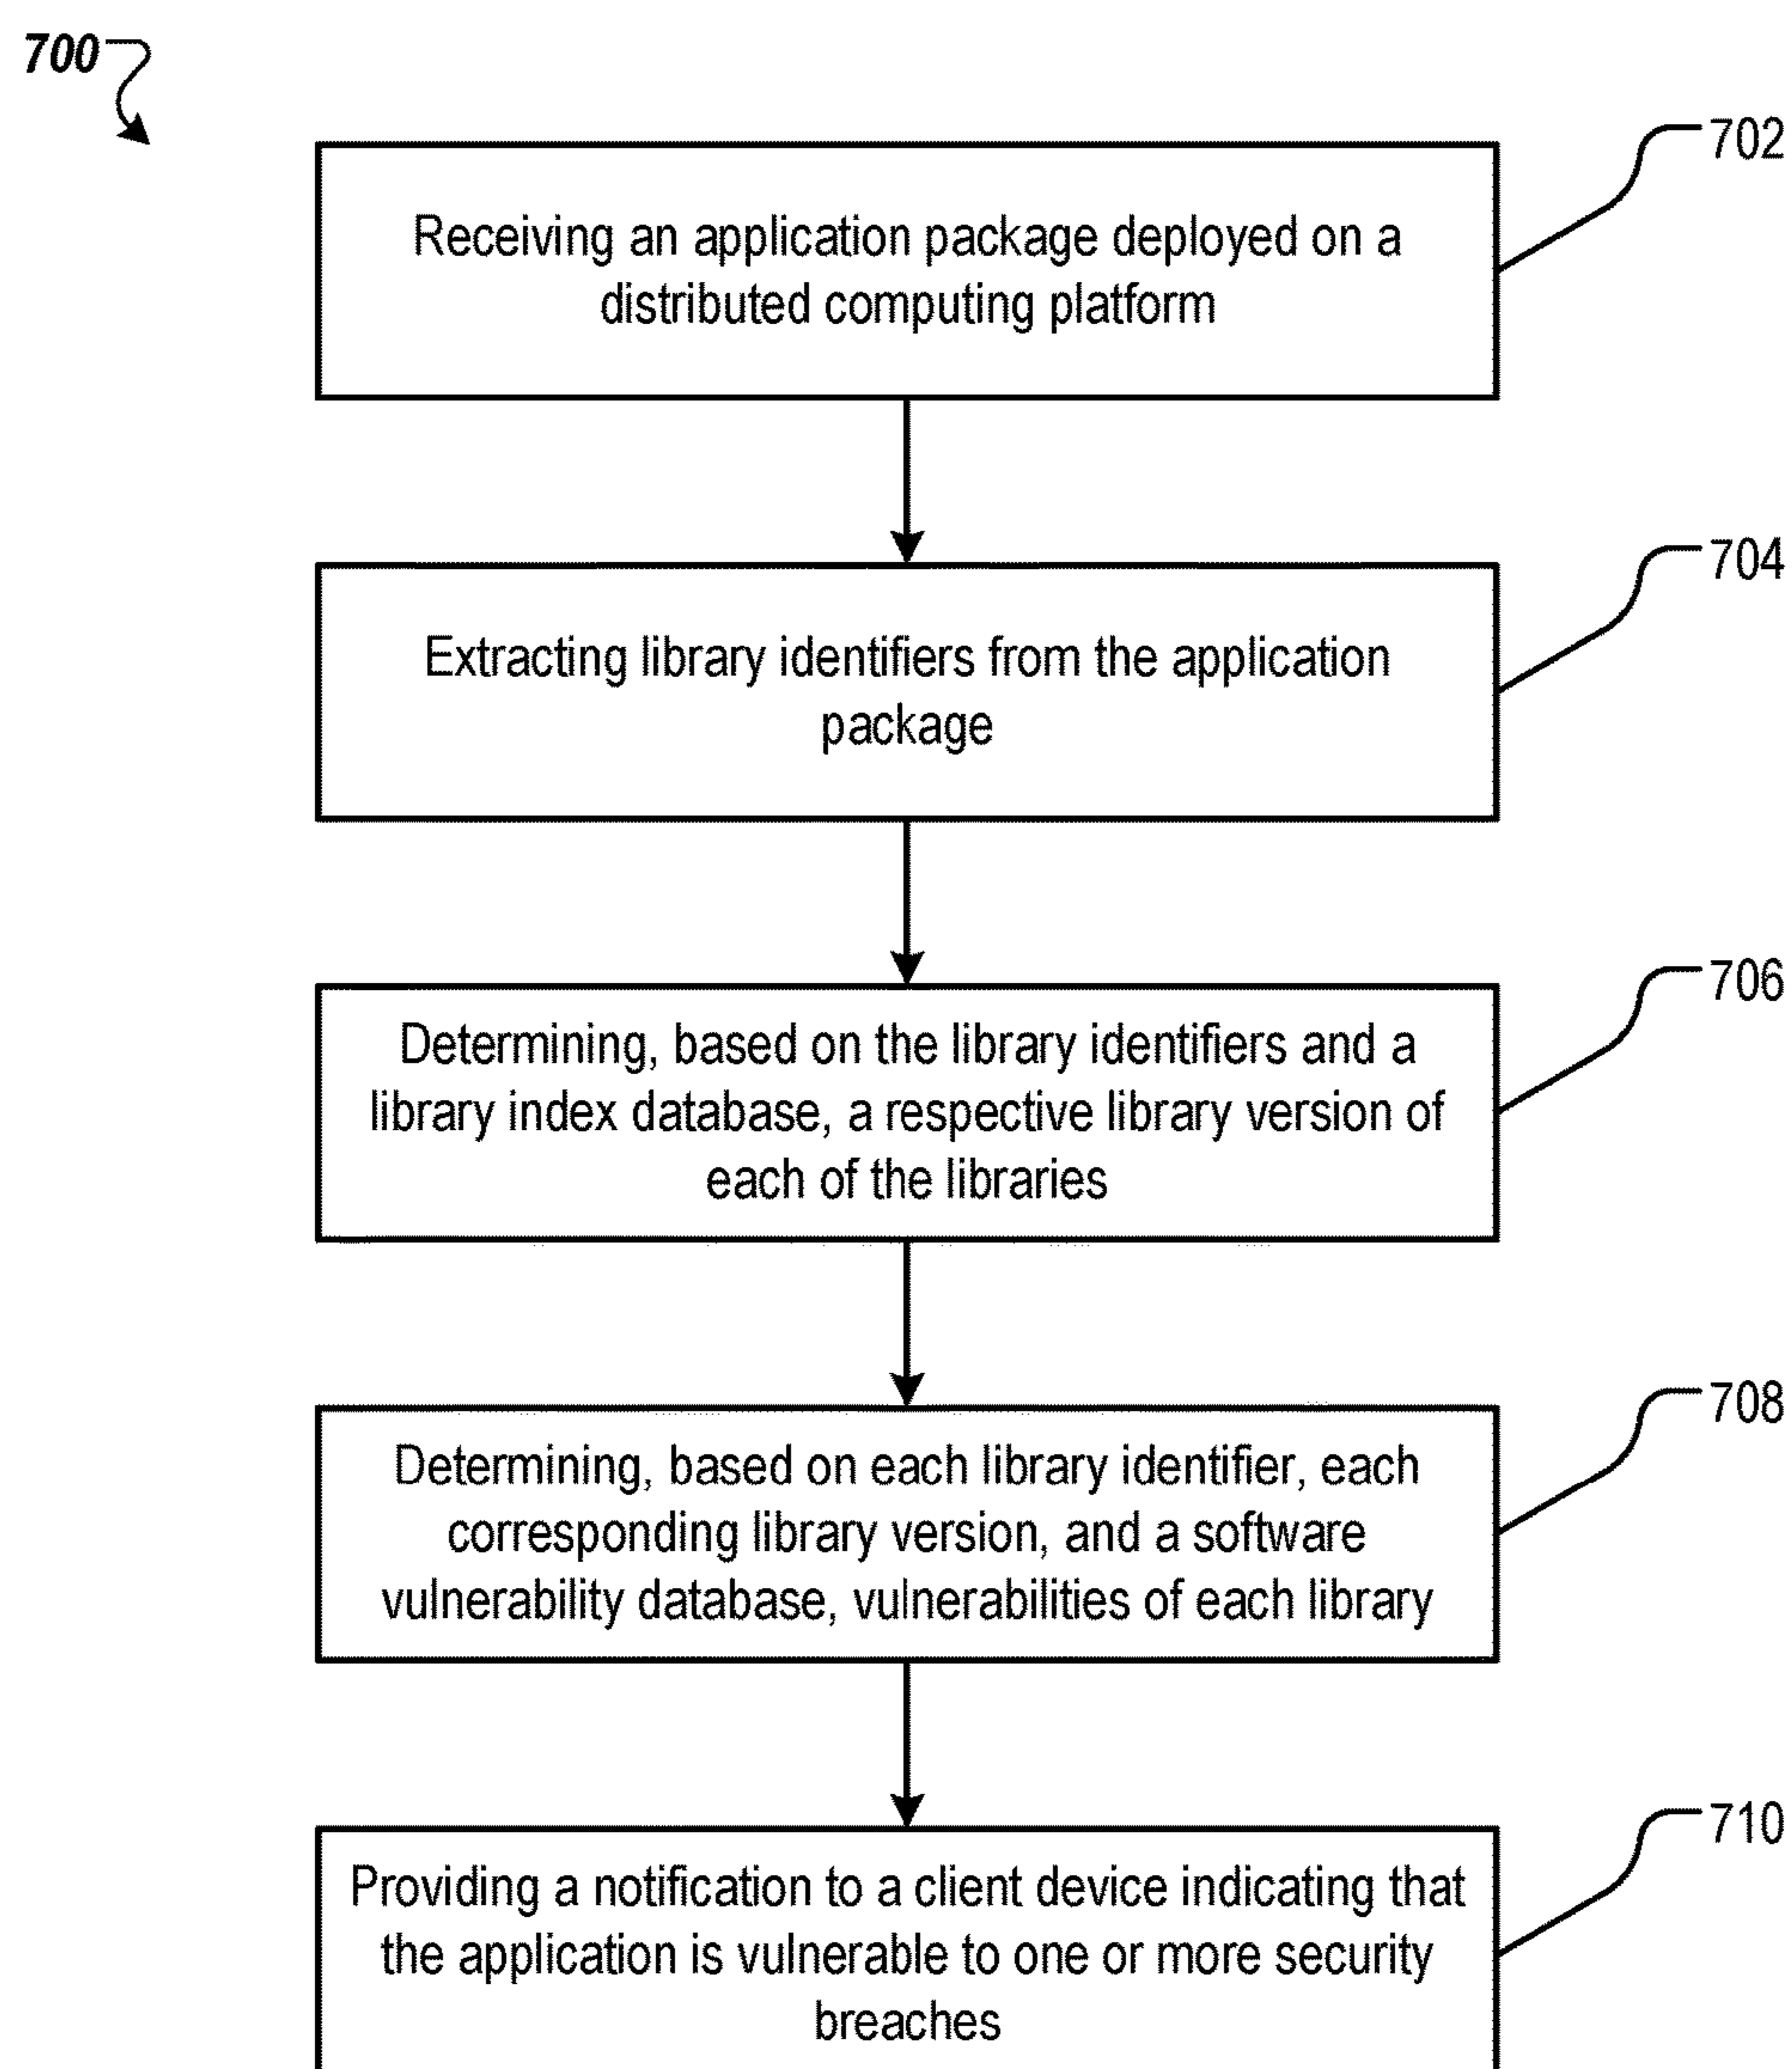 700
702
Receiving an application package deployed on a
distributed computing platform
704
Extracting library identifiers from the application
package
706
Determining, based on the library identifiers and a
library index database, a respective library version of
each of the libraries
708
Determining, based on each library identifier, each
corresponding library version, and a software
vulnerability database, vulnerabilities of each library
710
Providing a notification to a client device indicating that
the application is vulnerable to one or more security
breaches